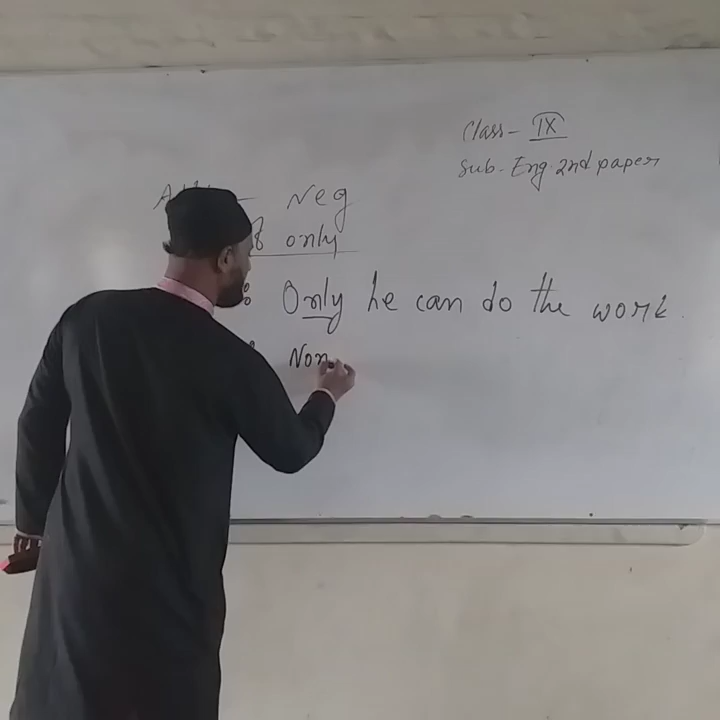 Class- IX
Sub- Eng. 2nd paper
- Neg
only
: Only he can do the work.
: Non